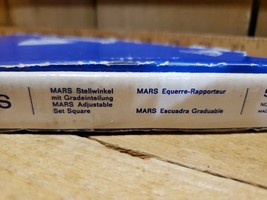 MARS Stellwinkel
mit Gradeinteilung
MARS Adjustable
Set Square
MARS Equerre-Rapporteur
MARS Escuadra Graduable